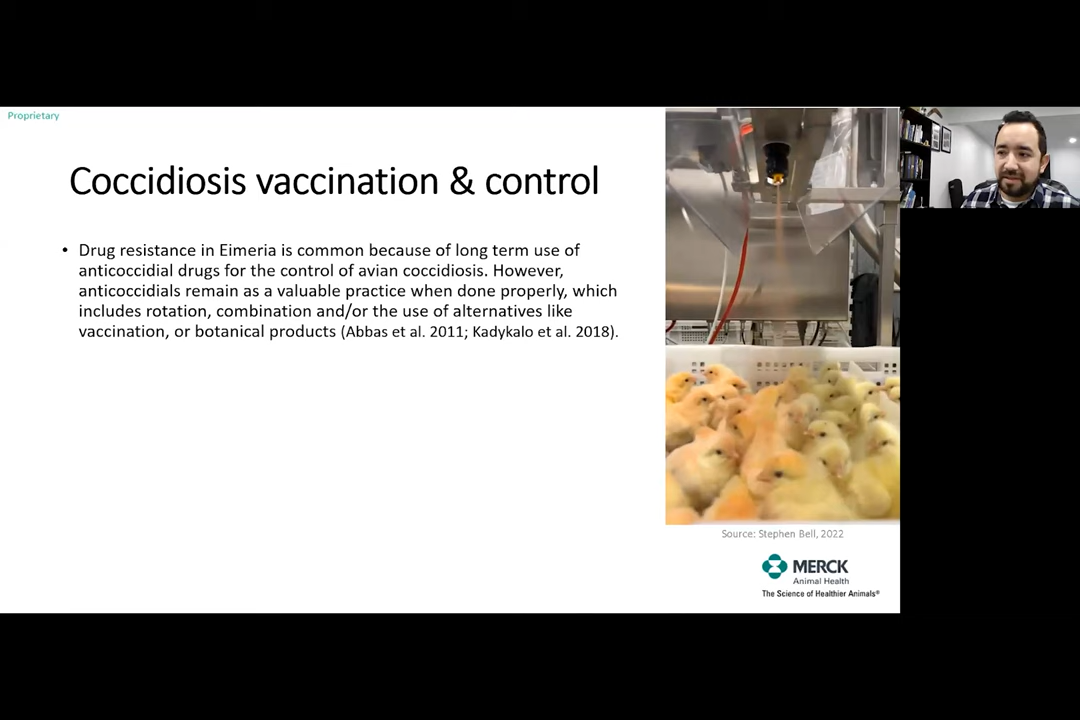 Proprietary
Coccidiosis vaccination & control
• Drug resistance in Eimeria is common because of long term use of
anticoccidial drugs for the control of avian coccidiosis. However,
anticoccidials remain as a valuable practice when done properly, which
includes rotation, combination and/or the use of alternatives like
vaccination, or botanical products (Abbas et al. 2011; Kadykalo et al. 2018).
Source: Stephen Bell, 2022
MERCK
Animal Health
The Science of Healthier Animals®